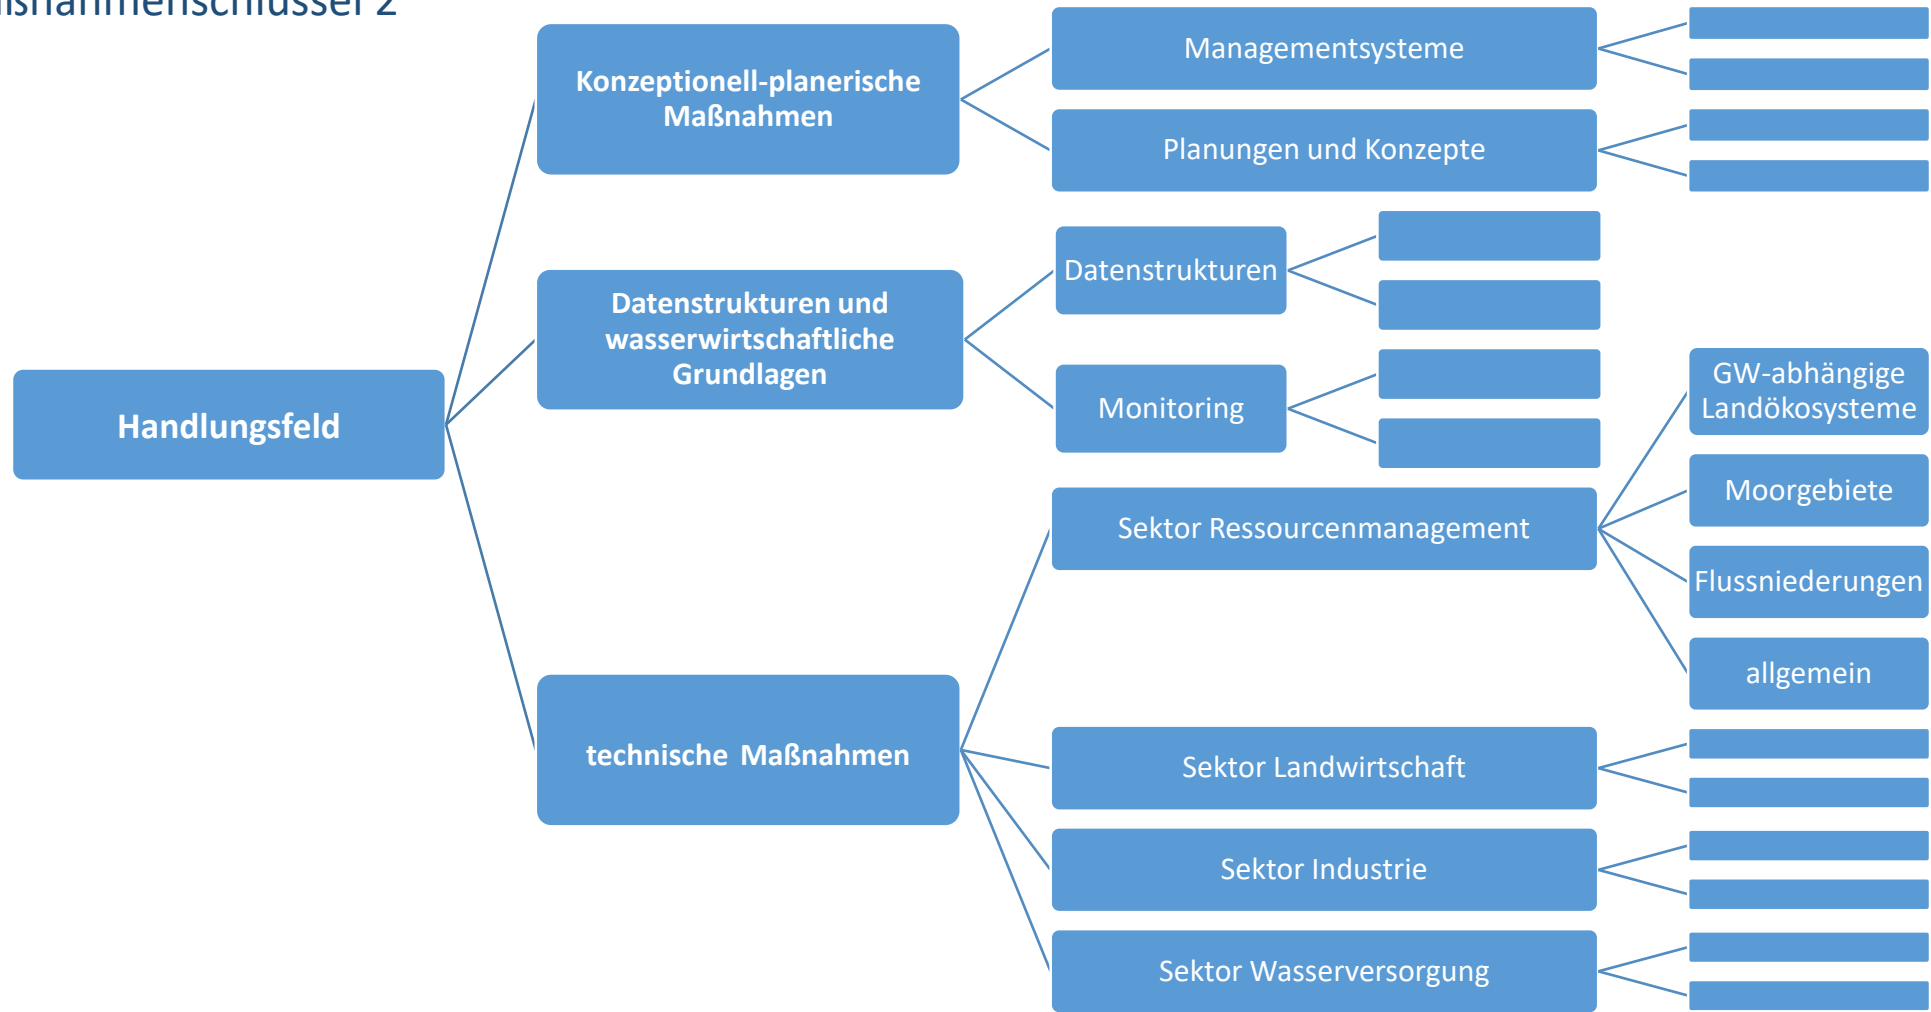 Handlungsfeld
Konzeptionell-planerische
Maßnahmen
Managementsysteme
Planungen und Konzepte
Datenstrukturen und
wasserwirtschaftliche
Grundlagen
Datenstrukturen
Monitoring
technische Maßnahmen
Sektor Ressourcenmanagement
GW-abhängige
Landökosysteme
Moorgebiete
Flussniederungen
allgemein
Sektor Landwirtschaft
Sektor Industrie
Sektor Wasserversorgung